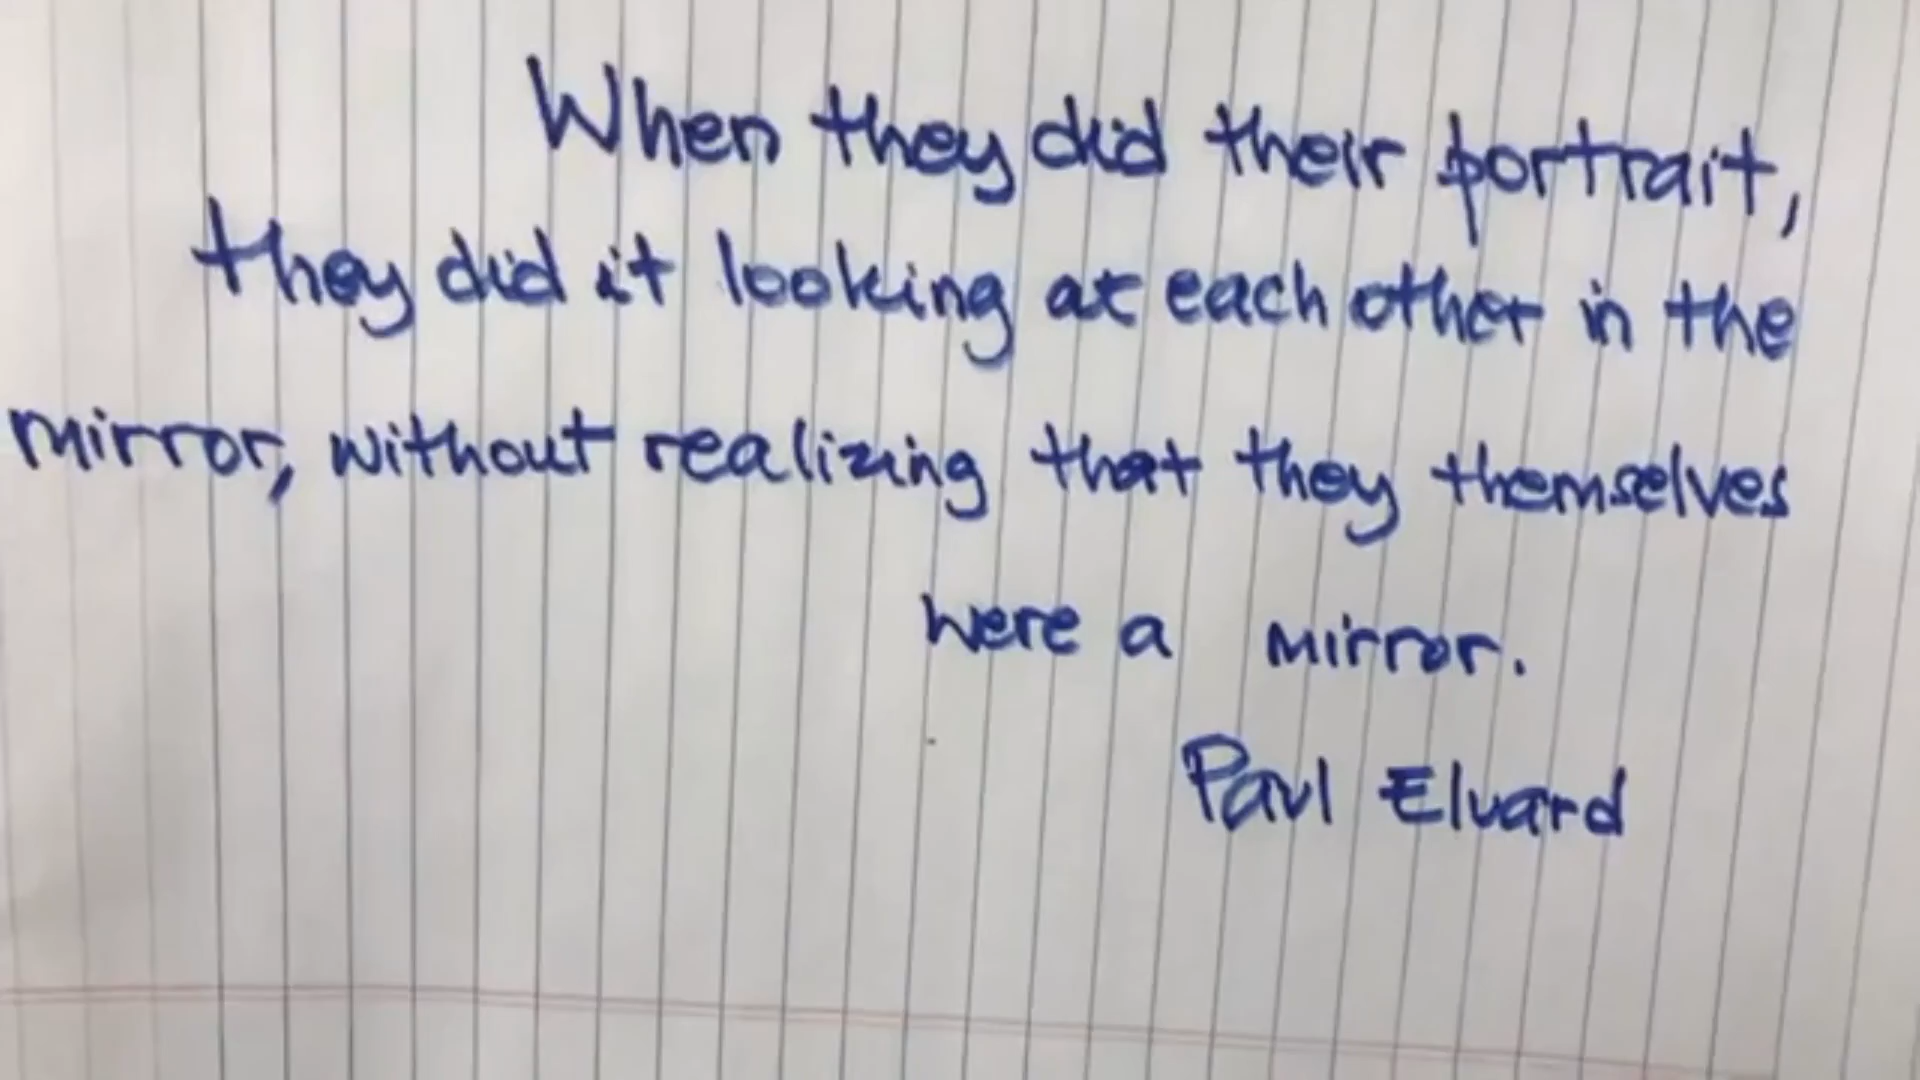 When they did their portrait,
they did it looking at each other in the
mirror, without realizing that they themselves
were a mirror.
Paul Eluard